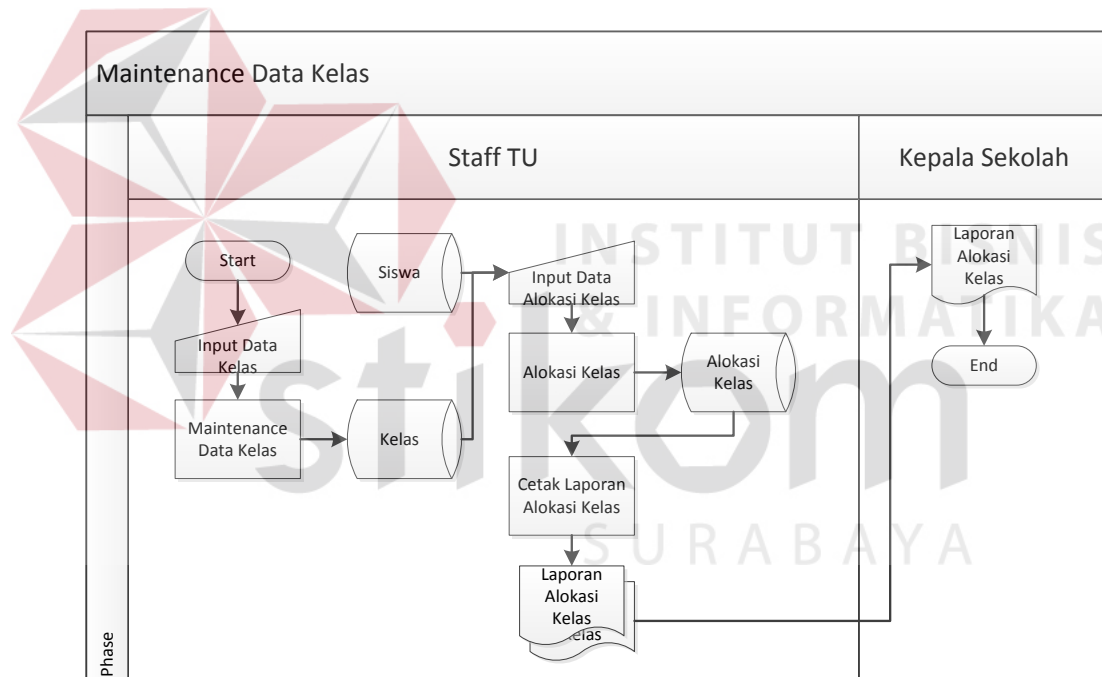 Maintenance Data Kelas
Staff TU
Kepala Sekolah
Phase
Start
Input Data
Kelas
Maintenance
Data Kelas
Siswa
Kelas
Input Data
Alokasi Kelas
Alokasi Kelas
Alokasi
Kelas
Cetak Laporan
Alokasi Kelas
Laporan
Alokasi
Kelas
Kelas
Laporan
Alokasi
Kelas
End
INSTITUT BISNIS
& INFORMATIKA
stikom
SURABAYA